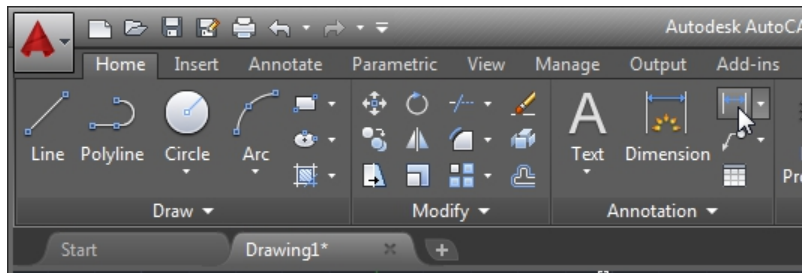 Autodesk AutoCA
Home Insert Annotate Parametric View Manage Output Add-ins
Line Polyline Circle Arc Text Dimension
Draw Modify Annotation
Start Drawing1*